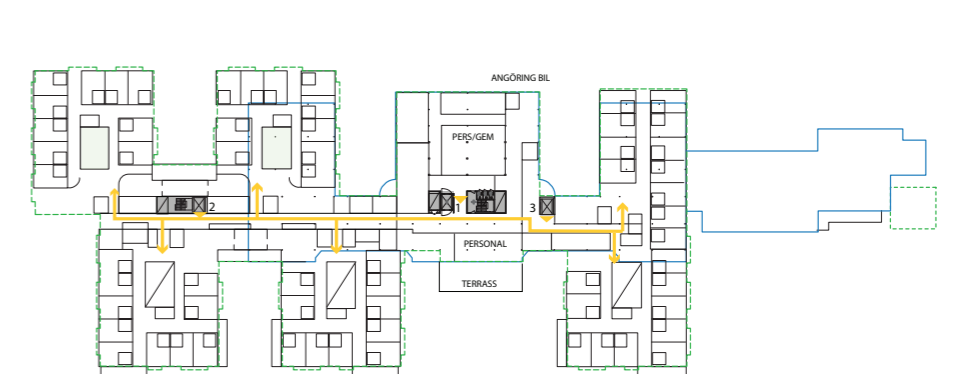 ANGÖRING BIL
PERS/GEM
1
2
3
PERSONAL
TERRASS